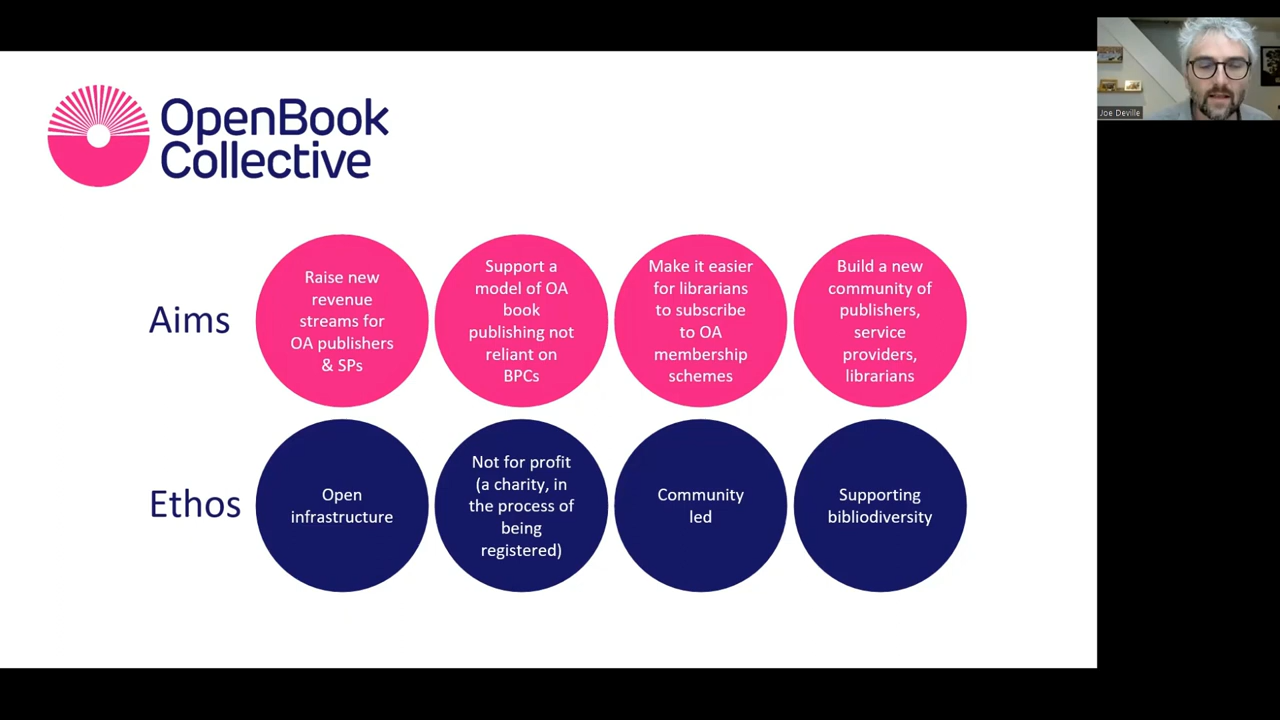 OpenBook
Collective
Joe Deville
Aims
Raise new
revenue
streams for
OA publishers
& SPs
Support a
model of OA
book
publishing not
reliant on
BPCs
Make it easier
for librarians
to subscribe
to OA
membership
schemes
Build a new
community of
publishers,
service
providers,
librarians
Ethos
Open
infrastructure
Not for profit
(a charity, in
the process of
being
registered)
Community
led
Supporting
bibliodiversity